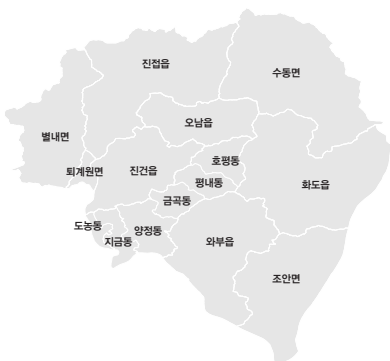 진접읍
수동면
오남읍
별내면
호평동
퇴계원면
진건읍
평내동
화도읍
금곡동
도농동
양정동
지금동
와부읍
조안면